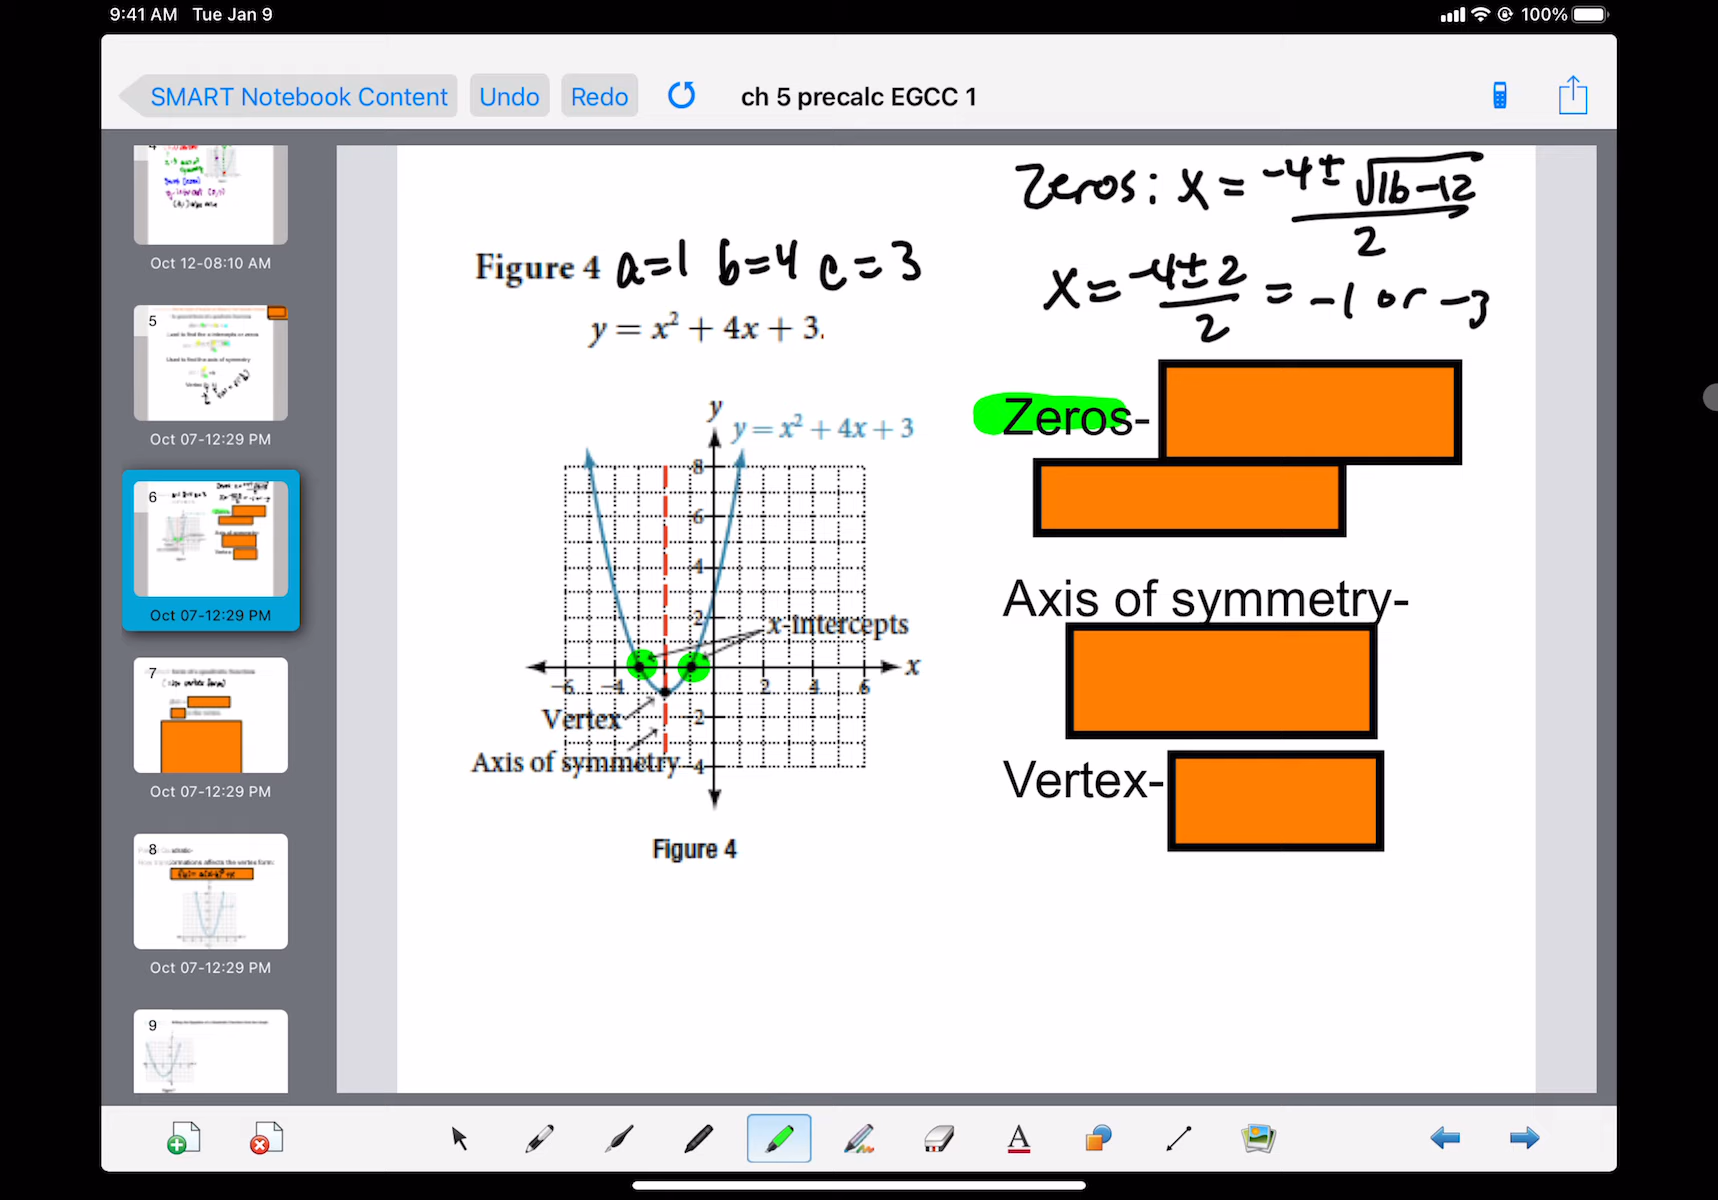 9:41 AM Tue Jan 9
100%
SMART Notebook Content
Undo
Redo
ch 5 precalc EGCC 1
Oct 12-08:10 AM
5
Oct 07-12:29 PM
6
Oct 07-12:29 PM
7
Oct 07-12:29 PM
8
Oct 07-12:29 PM
9
Zeros: x = -4 ± √16-12 / 2
x = -4 ± 2 / 2 = -1 or -3
Figure 4 a=1 b=4 c=3
y = x² + 4x + 3.
y
y = x² + 4x + 3
8
6
4
2
x-intercepts
x
-6 -4 2 4 6
Vertex
-2
Axis of symmetry
-4
Figure 4
Zeros-
Axis of symmetry-
Vertex-
A